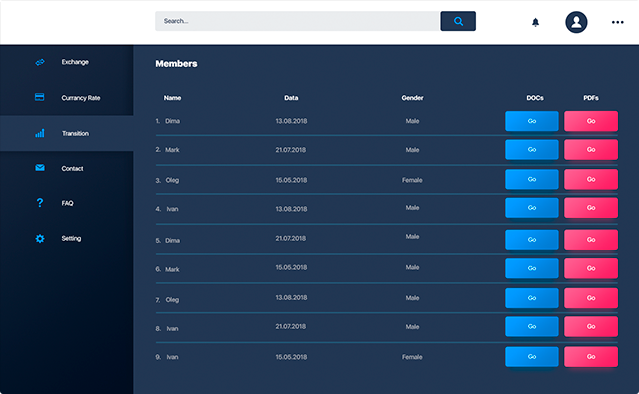 Search...
Exchange
Currancy Rate
Transition
Contact
FAQ
Setting
Members
Name Data Gender DOCs PDFs
1. Dima 13.08.2018 Male Go Go
2. Mark 21.07.2018 Male Go Go
3. Oleg 15.05.2018 Female Go Go
4. Ivan 13.08.2018 Male Go Go
5. Dima 21.07.2018 Male Go Go
6. Mark 15.05.2018 Male Go Go
7. Oleg 13.08.2018 Male Go Go
8. Ivan 21.07.2018 Male Go Go
9. Ivan 15.05.2018 Female Go Go